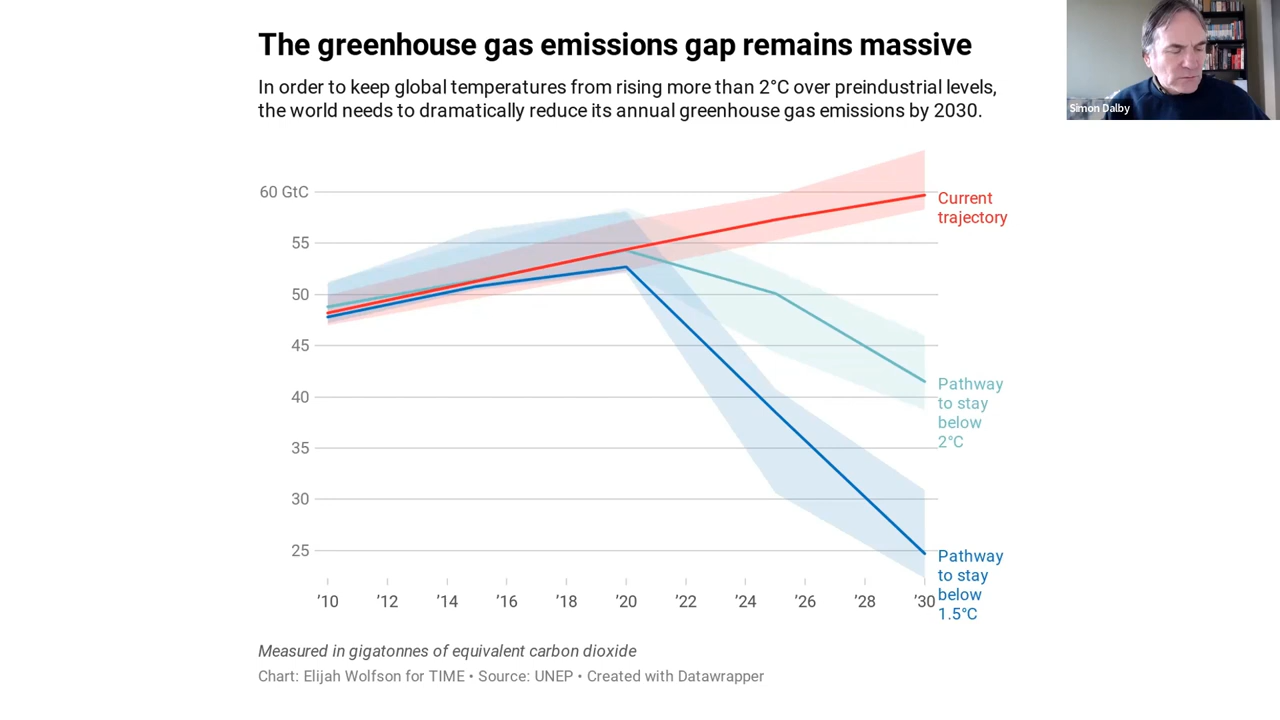 The greenhouse gas emissions gap remains massive
In order to keep global temperatures from rising more than 2°C over preindustrial levels,
the world needs to dramatically reduce its annual greenhouse gas emissions by 2030.
Simon Dalby
60 GtC
55
50
45
40
35
30
25
Current
trajectory
Pathway
to stay
below
2°C
Pathway
to stay
below
1.5°C
’10 ’12 ’14 ’16 ’18 ’20 ’22 ’24 ’26 ’28 ’30
Measured in gigatonnes of equivalent carbon dioxide
Chart: Elijah Wolfson for TIME • Source: UNEP • Created with Datawrapper